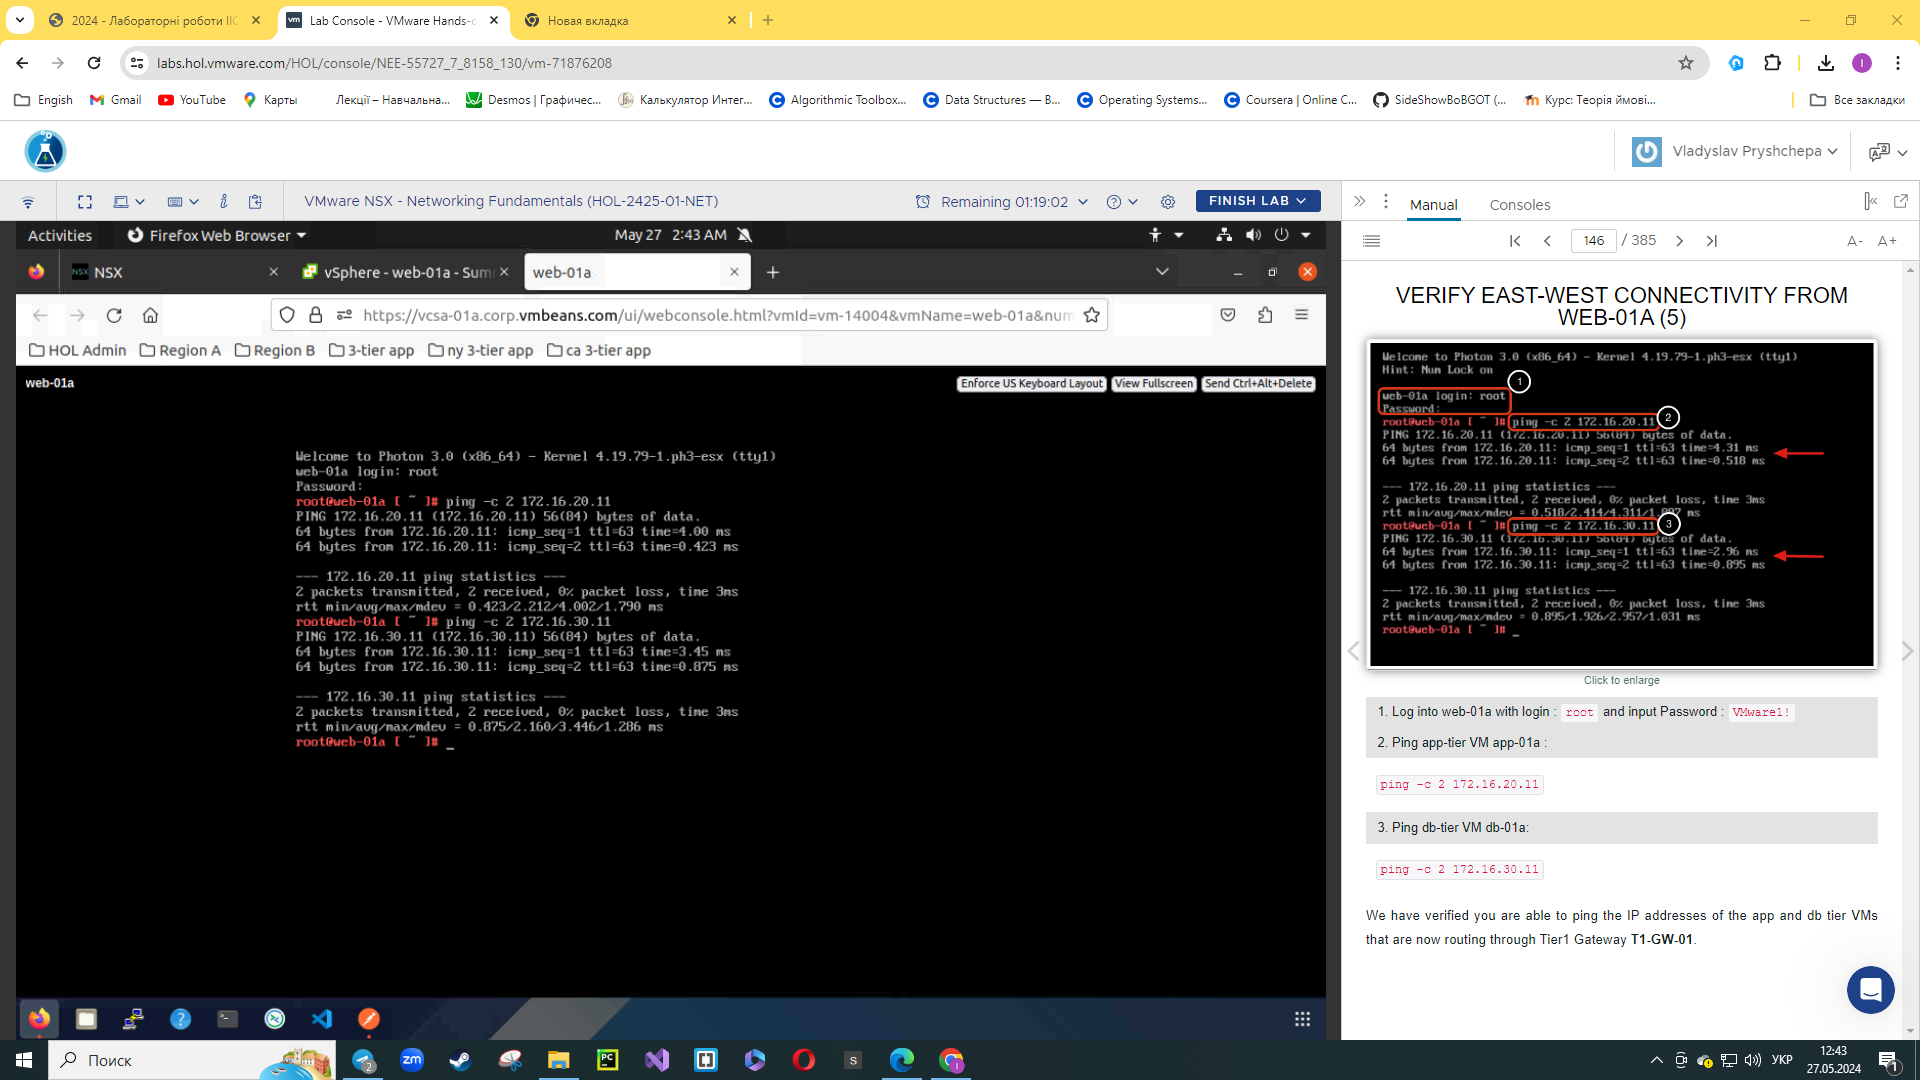 2024 - Лабораторні роботи ІІС
Lab Console - VMware Hands-o
Новая вкладка
labs.hol.vmware.com/HOL/console/NEE-55727_7_8158_130/vm-71876208
Engish
Gmail
YouTube
Карты
Лекції – Навчальна...
Desmos | Графичес...
Калькулятор Интег...
Algorithmic Toolbox...
Data Structures — B...
Operating Systems...
Coursera | Online C...
SideShowBoBGOT (...
Курс: Теорія ймові...
Все закладки
Vladyslav Pryshchepa
VMware NSX - Networking Fundamentals (HOL-2425-01-NET)
Remaining 01:19:02
FINISH LAB
Manual
Consoles
146 / 385
A-
A+
Activities
Firefox Web Browser
May 27 2:43 AM
NSX
vSphere - web-01a - Sum
web-01a
https://vcsa-01a.corp.vmbeans.com/ui/webconsole.html?vmId=vm-14004&vmName=web-01a&num
HOL Admin
Region A
Region B
3-tier app
ny 3-tier app
ca 3-tier app
web-01a
Enforce US Keyboard Layout
View Fullscreen
Send Ctrl+Alt+Delete
Welcome to Photon 3.0 (x86_64) - Kernel 4.19.79-1.ph3-esx (tty1)
web-01a login: root
Password:
root@web-01a [ ~ ]# ping -c 2 172.16.20.11
PING 172.16.20.11 (172.16.20.11) 56(84) bytes of data.
64 bytes from 172.16.20.11: icmp_seq=1 ttl=63 time=4.00 ms
64 bytes from 172.16.20.11: icmp_seq=2 ttl=63 time=0.423 ms
--- 172.16.20.11 ping statistics ---
2 packets transmitted, 2 received, 0% packet loss, time 3ms
rtt min/avg/max/mdev = 0.423/2.212/4.002/1.790 ms
root@web-01a [ ~ ]# ping -c 2 172.16.30.11
PING 172.16.30.11 (172.16.30.11) 56(84) bytes of data.
64 bytes from 172.16.30.11: icmp_seq=1 ttl=63 time=3.45 ms
64 bytes from 172.16.30.11: icmp_seq=2 ttl=63 time=0.875 ms
--- 172.16.30.11 ping statistics ---
2 packets transmitted, 2 received, 0% packet loss, time 3ms
rtt min/avg/max/mdev = 0.875/2.160/3.446/1.286 ms
root@web-01a [ ~ ]# _
VERIFY EAST-WEST CONNECTIVITY FROM
WEB-01A (5)
Welcome to Photon 3.0 (x86_64) - Kernel 4.19.79-1.ph3-esx (tty1)
Hint: Num Lock on
1
web-01a login: root
Password:
root@web-01a [ ~ ]# ping -c 2 172.16.20.11
2
PING 172.16.20.11 (172.16.20.11) 56(84) bytes of data.
64 bytes from 172.16.20.11: icmp_seq=1 ttl=63 time=4.31 ms
64 bytes from 172.16.20.11: icmp_seq=2 ttl=63 time=0.518 ms
--- 172.16.20.11 ping statistics ---
2 packets transmitted, 2 received, 0% packet loss, time 3ms
rtt min/avg/max/mdev = 0.518/2.414/4.311/ ms
root@web-01a [ ~ ]# ping -c 2 172.16.30.11
3
PING 172.16.30.11 (172.16.30.11) 56(84) bytes of data.
64 bytes from 172.16.30.11: icmp_seq=1 ttl=63 time=2.96 ms
64 bytes from 172.16.30.11: icmp_seq=2 ttl=63 time=0.895 ms
--- 172.16.30.11 ping statistics ---
2 packets transmitted, 2 received, 0% packet loss, time 3ms
rtt min/avg/max/mdev = 0.895/1.926/2.957/1.031 ms
root@web-01a [ ~ ]# _
Click to enlarge
1. Log into web-01a with login : root and input Password : VMware1!
2. Ping app-tier VM app-01a :
ping -c 2 172.16.20.11
3. Ping db-tier VM db-01a:
ping -c 2 172.16.30.11
We have verified you are able to ping the IP addresses of the app and db tier VMs
that are now routing through Tier1 Gateway T1-GW-01.
Поиск
УКР
12:43
27.05.2024